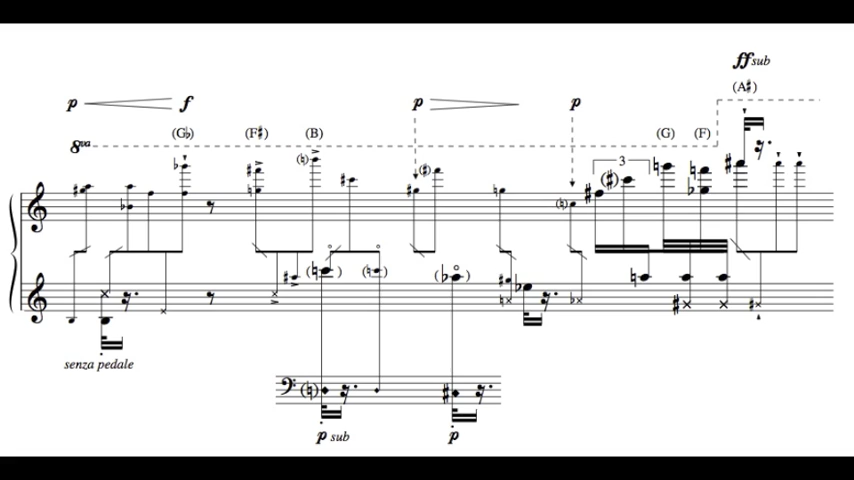 ff sub
(A♯)
p f p p
8va (G♭) (F♯) (B)
3 (G) (F)
senza pedale
p sub p